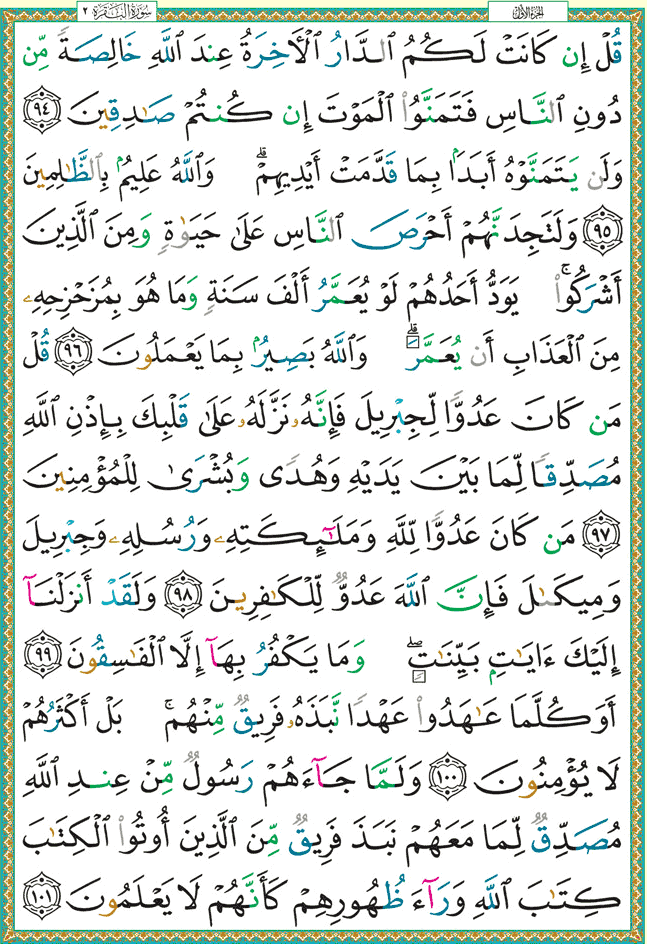 الجزء الأول
سورة البقرة ٢
قُلۡ إِن كَانَتۡ لَكُمُ ٱلدَّارُ ٱلۡأٓخِرَةُ عِندَ ٱللَّهِ خَالِصَةٗ مِّن
دُونِ ٱلنَّاسِ فَتَمَنَّوُاْ ٱلۡمَوۡتَ إِن كُنتُمۡ صَٰدِقِينَ ٩٤
وَلَن يَتَمَنَّوۡهُ أَبَدَۢا بِمَا قَدَّمَتۡ أَيۡدِيهِمۡۚ وَٱللَّهُ عَلِيمُۢ بِٱلظَّٰلِمِينَ
٩٥ وَلَتَجِدَنَّهُمۡ أَحۡرَصَ ٱلنَّاسِ عَلَىٰ حَيَوٰةٖ وَمِنَ ٱلَّذِينَ
أَشۡرَكُواْۚ يَوَدُّ أَحَدُهُمۡ لَوۡ يُعَمَّرُ أَلۡفَ سَنَةٖ وَمَا هُوَ بِمُزَحۡزِحِهِۦ
مِنَ ٱلۡعَذَابِ أَن يُعَمَّرَۗ وَٱللَّهُ بَصِيرُۢ بِمَا يَعۡمَلُونَ ٩٦ قُلۡ
مَن كَانَ عَدُوّٗا لِّجِبۡرِيلَ فَإِنَّهُۥ نَزَّلَهُۥ عَلَىٰ قَلۡبِكَ بِإِذۡنِ ٱللَّهِ
مُصَدِّقٗا لِّمَا بَيۡنَ يَدَيۡهِ وَهُدٗى وَبُشۡرَىٰ لِلۡمُؤۡمِنِينَ
٩٧ مَن كَانَ عَدُوّٗا لِّلَّهِ وَمَلَٰٓئِكَتِهِۦ وَرُسُلِهِۦ وَجِبۡرِيلَ
وَمِيكَىٰلَ فَإِنَّ ٱللَّهَ عَدُوّٞ لِّلۡكَٰفِرِينَ ٩٨ وَلَقَدۡ أَنزَلۡنَآ
إِلَيۡكَ ءَايَٰتِۭ بَيِّنَٰتٖۖ وَمَا يَكۡفُرُ بِهَآ إِلَّا ٱلۡفَٰسِقُونَ ٩٩
أَوَكُلَّمَا عَٰهَدُواْ عَهۡدٗا نَّبَذَهُۥ فَرِيقٞ مِّنۡهُمۚ بَلۡ أَكۡثَرُهُمۡ
لَا يُؤۡمِنُونَ ١٠٠ وَلَمَّا جَآءَهُمۡ رَسُولٞ مِّنۡ عِندِ ٱللَّهِ
مُصَدِّقٞ لِّمَا مَعَهُمۡ نَبَذَ فَرِيقٞ مِّنَ ٱلَّذِينَ أُوتُواْ ٱلۡكِتَٰبَ
كِتَٰبَ ٱللَّهِ وَرَآءَ ظُهُورِهِمۡ كَأَنَّهُمۡ لَا يَعۡلَمُونَ ١٠١